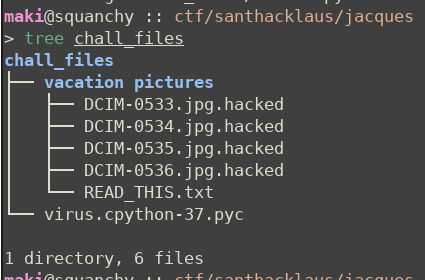 maki@squanchy :: ctf/santhacklaus/jacques
> tree chall_files
chall_files
├── vacation pictures
│   ├── DCIM-0533.jpg.hacked
│   ├── DCIM-0534.jpg.hacked
│   ├── DCIM-0535.jpg.hacked
│   ├── DCIM-0536.jpg.hacked
│   └── READ_THIS.txt
└── virus.cpython-37.pyc
1 directory, 6 files
maki@squanchy :: ctf/santhacklaus/jacques